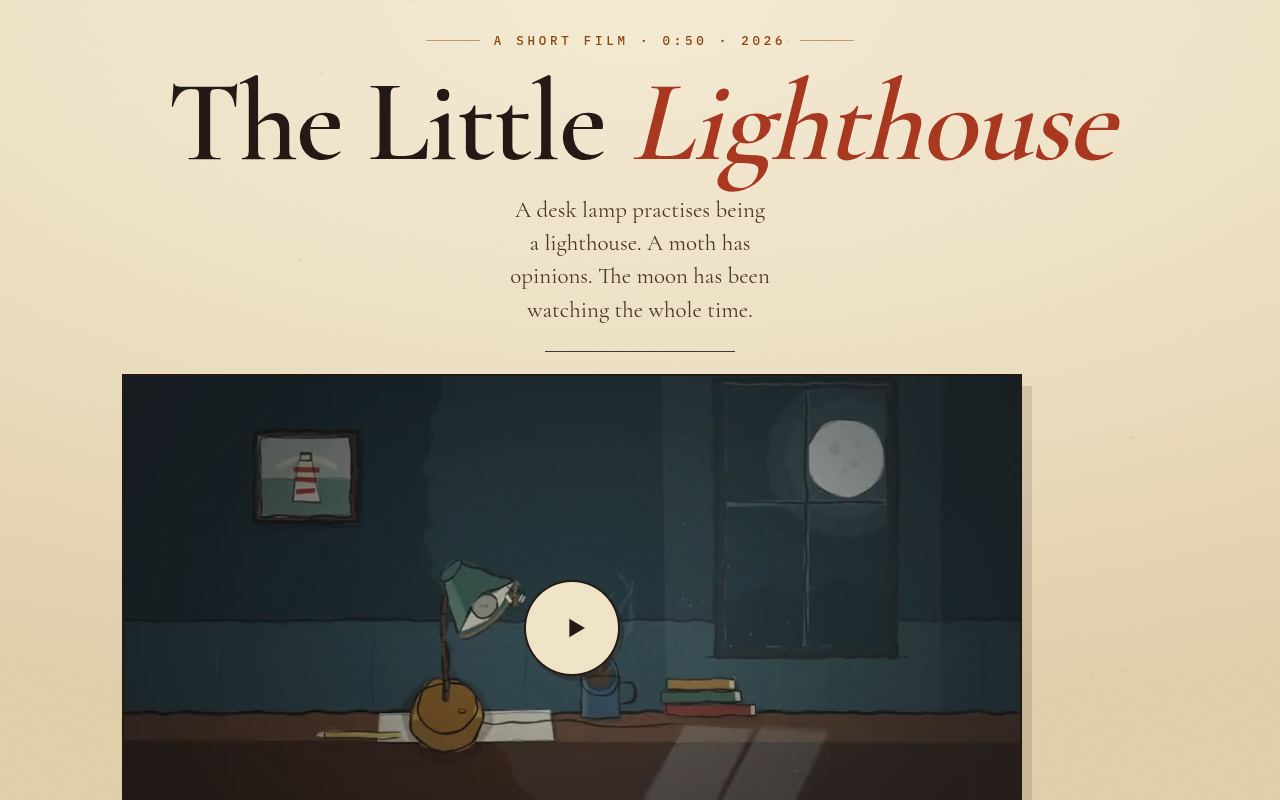 A SHORT FILM · 0:50 · 2026
The Little Lighthouse
A desk lamp practises being
a lighthouse. A moth has
opinions. The moon has been
watching the whole time.